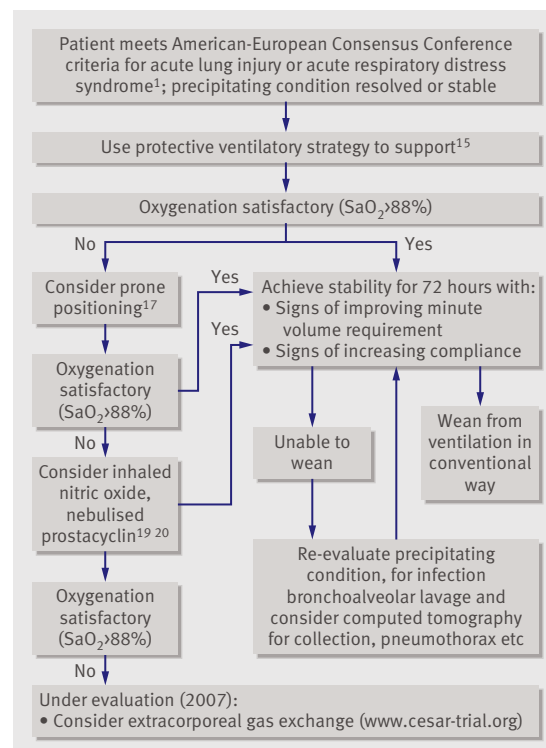 Patient meets American-European Consensus Conference
criteria for acute lung injury or acute respiratory distress
syndrome¹; precipitating condition resolved or stable
Use protective ventilatory strategy to support¹⁵
Oxygenation satisfactory (SaO₂>88%)
No
Yes
Consider prone
positioning¹⁷
Yes
Achieve stability for 72 hours with:
• Signs of improving minute
volume requirement
• Signs of increasing compliance
Yes
Oxygenation
satisfactory
(SaO₂>88%)
No
Unable to
wean
Wean from
ventilation in
conventional
way
Consider inhaled
nitric oxide,
nebulised
prostacyclin¹⁹ ²⁰
Re-evaluate precipitating
condition, for infection
bronchoalveolar lavage and
consider computed tomography
for collection, pneumothorax etc
Oxygenation
satisfactory
(SaO₂>88%)
No
Under evaluation (2007):
• Consider extracorporeal gas exchange (www.cesar-trial.org)